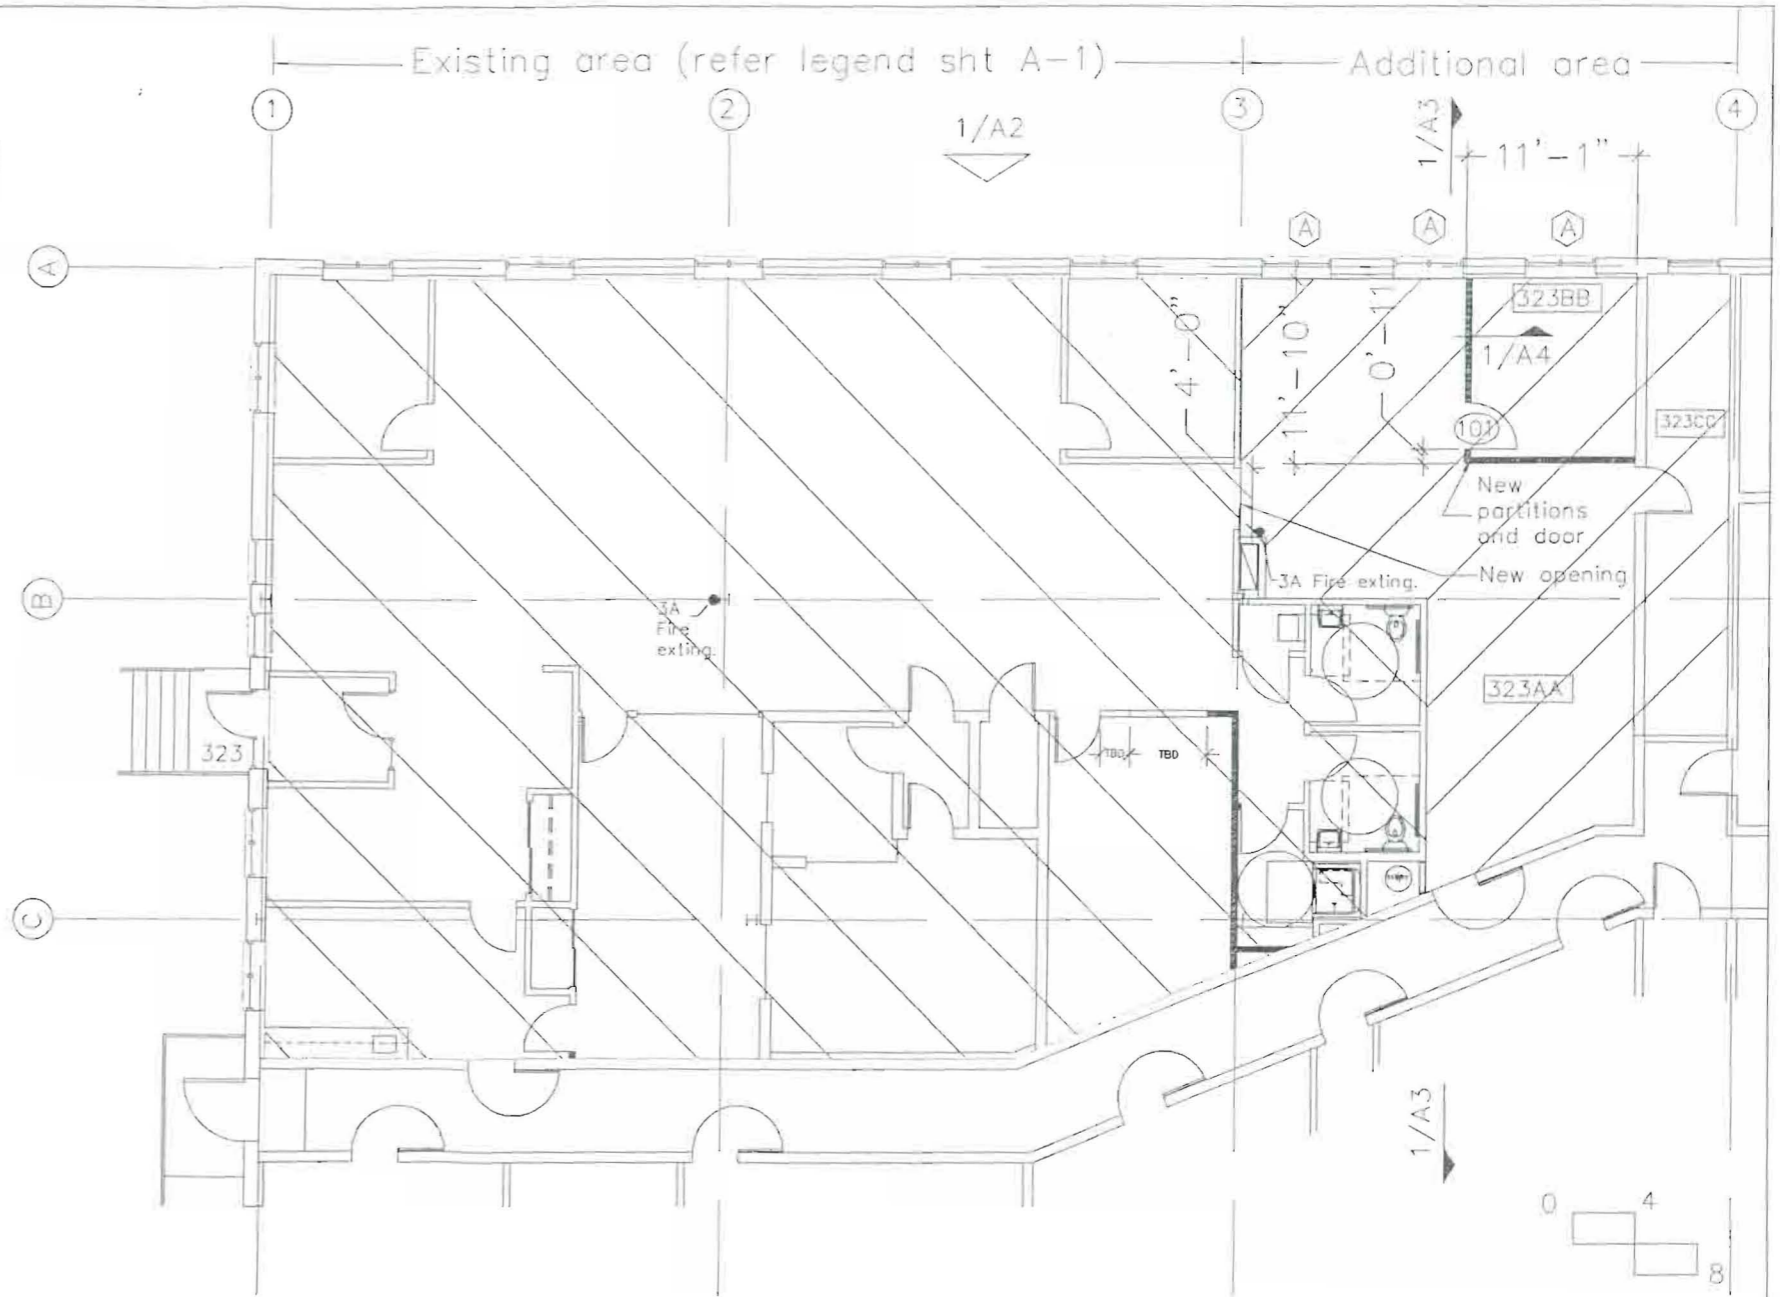 Existing area (refer legend sht A-1)
Additional area
1
2
3
4
1/A2
1/A3
11'-1"
A
A
A
A
323BB
4'-0"
11'-10"
0'-11
1/A4
101
323CC
New
partitions
and door
New opening
3A Fire exting.
B
3A
Fire
exting.
323AA
323
TBD
TBD
C
1/A3
0
4
8